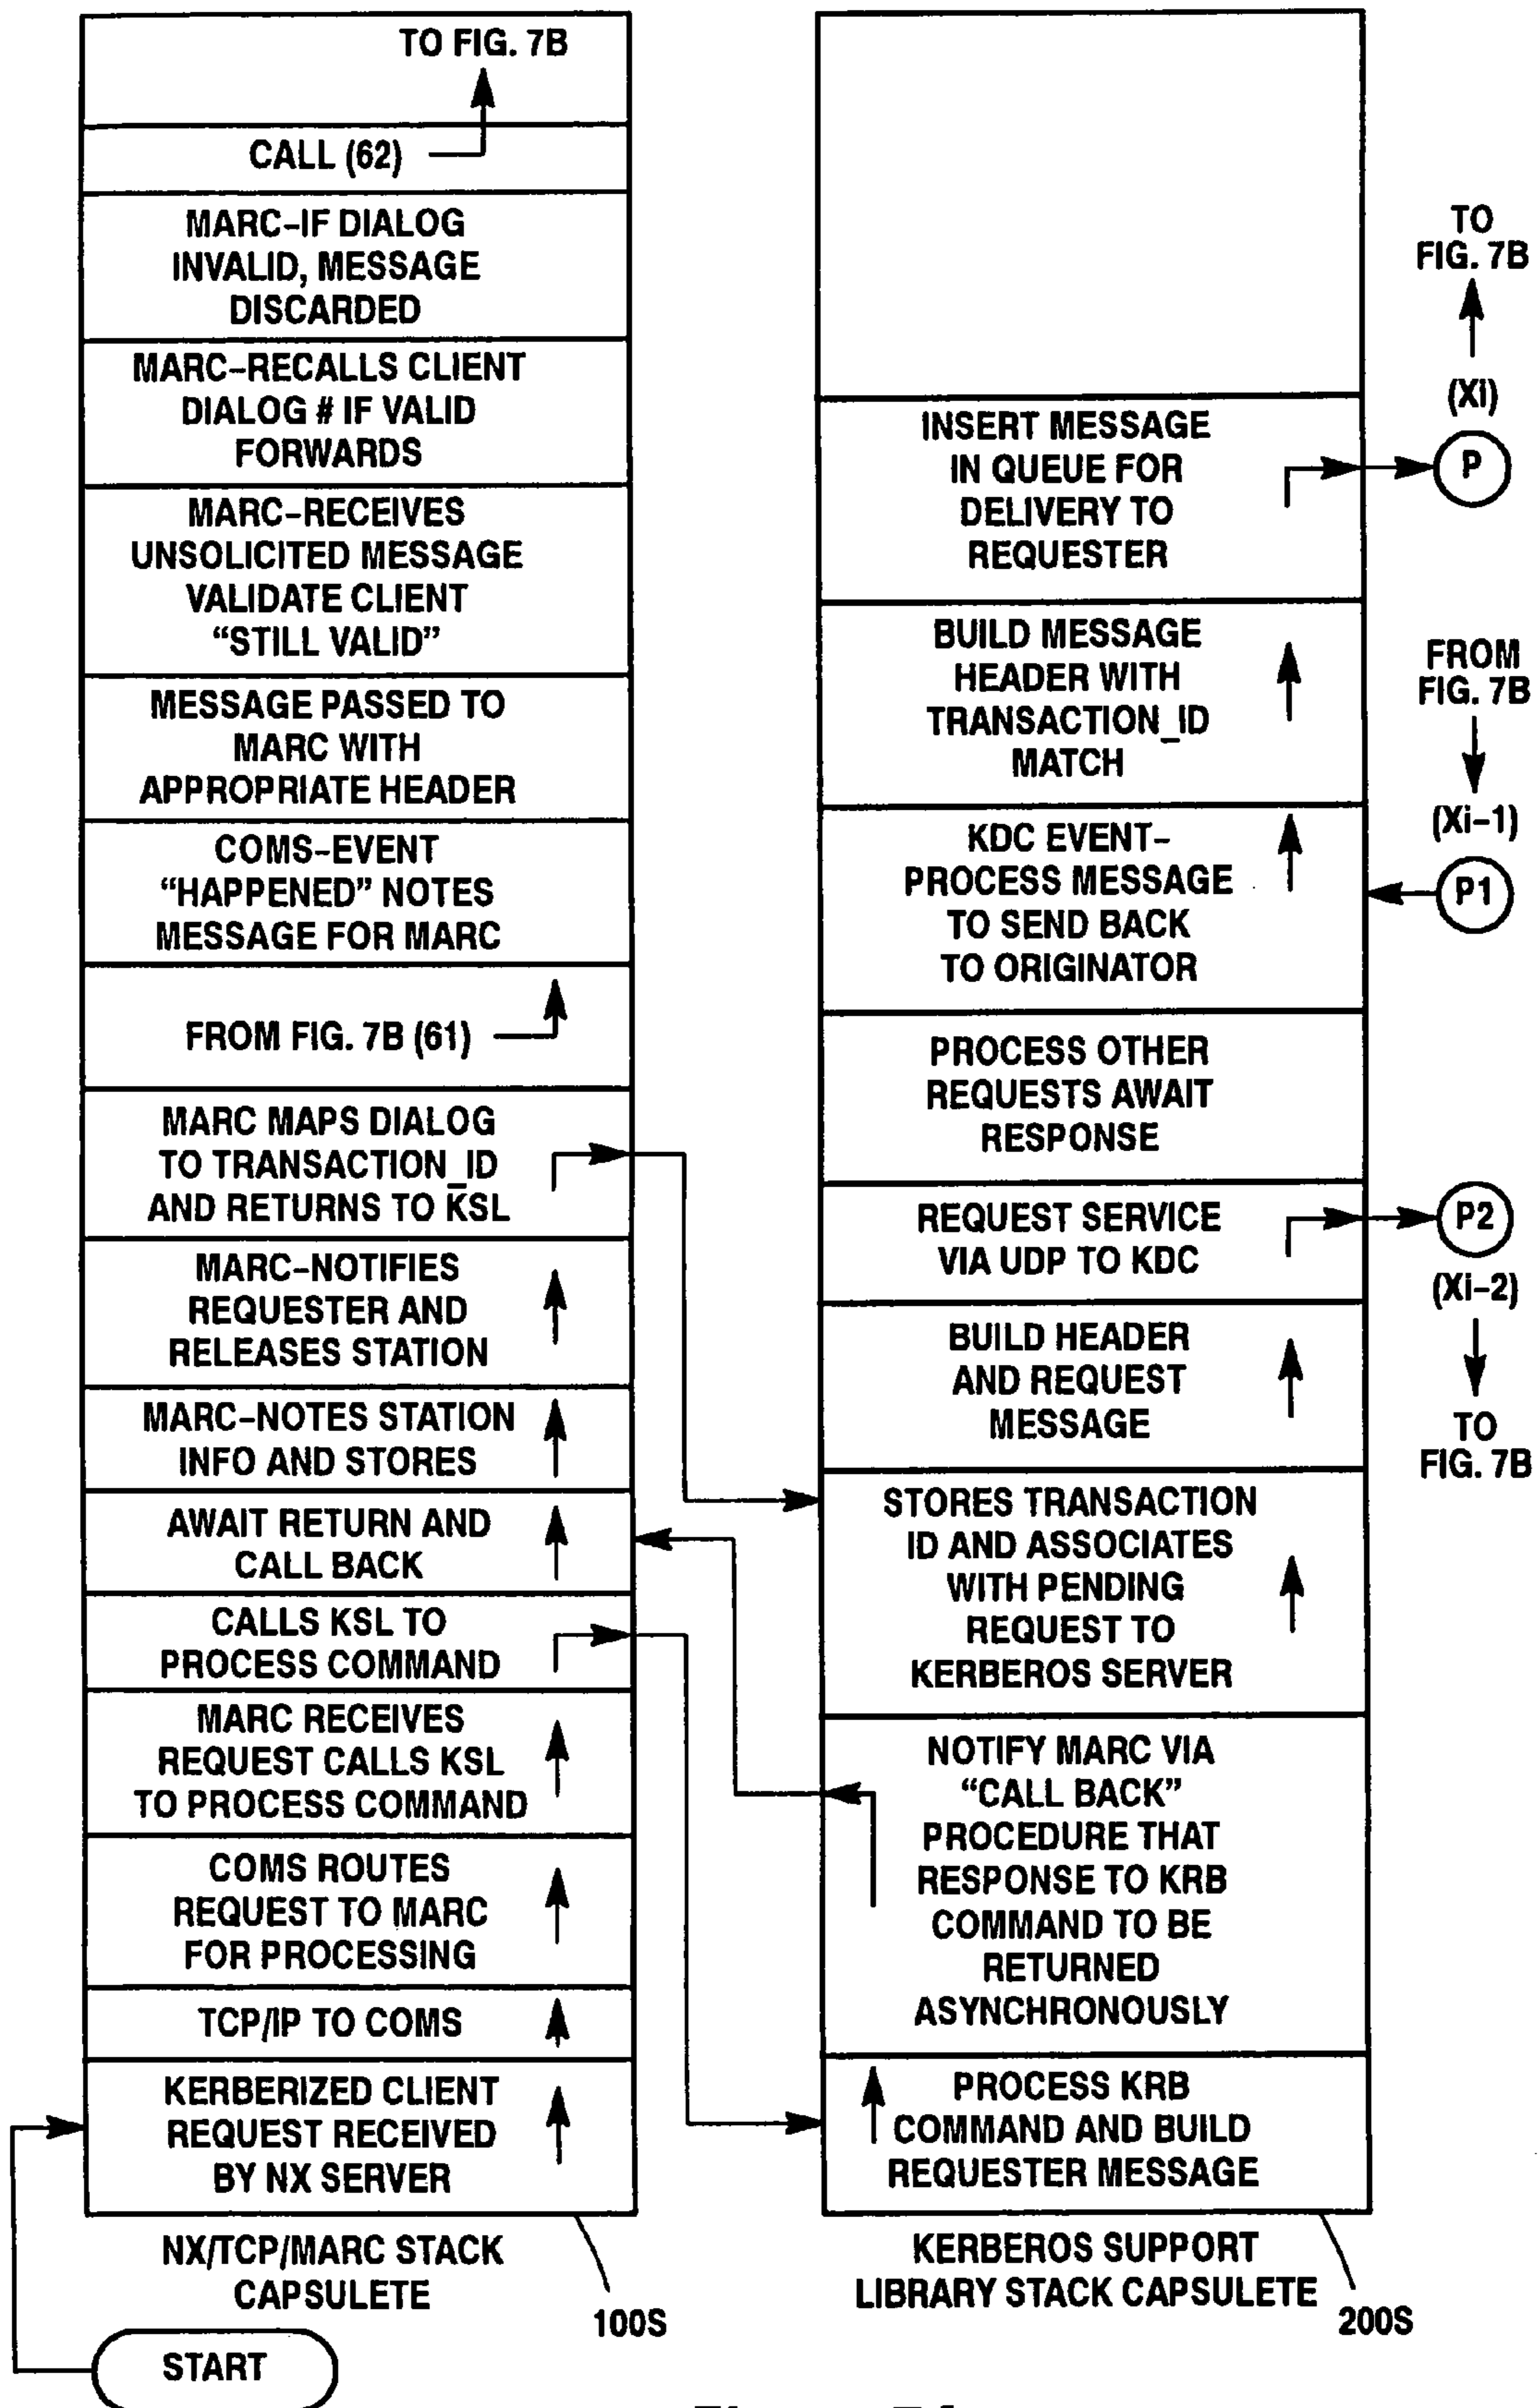 TO FIG. 7B
CALL (62)
MARC-IF DIALOG
INVALID, MESSAGE
DISCARDED
MARC-RECALLS CLIENT
DIALOG # IF VALID
FORWARDS
MARC-RECEIVES
UNSOLICITED MESSAGE
VALIDATE CLIENT
“STILL VALID”
MESSAGE PASSED TO
MARC WITH
APPROPRIATE HEADER
COMS-EVENT
“HAPPENED” NOTES
MESSAGE FOR MARC
FROM FIG. 7B (61)
MARC MAPS DIALOG
TO TRANSACTION_ID
AND RETURNS TO KSL
MARC-NOTIFIES
REQUESTER AND
RELEASES STATION
MARC-NOTES STATION
INFO AND STORES
AWAIT RETURN AND
CALL BACK
CALLS KSL TO
PROCESS COMMAND
MARC RECEIVES
REQUEST CALLS KSL
TO PROCESS COMMAND
COMS ROUTES
REQUEST TO MARC
FOR PROCESSING
TCP/IP TO COMS
KERBERIZED CLIENT
REQUEST RECEIVED
BY NX SERVER
NX/TCP/MARC STACK
CAPSULETE
100S
START
INSERT MESSAGE
IN QUEUE FOR
DELIVERY TO
REQUESTER
BUILD MESSAGE
HEADER WITH
TRANSACTION_ID
MATCH
KDC EVENT-
PROCESS MESSAGE
TO SEND BACK
TO ORIGINATOR
PROCESS OTHER
REQUESTS AWAIT
RESPONSE
REQUEST SERVICE
VIA UDP TO KDC
BUILD HEADER
AND REQUEST
MESSAGE
STORES TRANSACTION
ID AND ASSOCIATES
WITH PENDING
REQUEST TO
KERBEROS SERVER
NOTIFY MARC VIA
“CALL BACK”
PROCEDURE THAT
RESPONSE TO KRB
COMMAND TO BE
RETURNED
ASYNCHRONOUSLY
PROCESS KRB
COMMAND AND BUILD
REQUESTER MESSAGE
KERBEROS SUPPORT
LIBRARY STACK CAPSULETE
200S
TO
FIG. 7B
(Xi)
P
FROM
FIG. 7B
(Xi-1)
P1
P2
(Xi-2)
TO
FIG. 7B